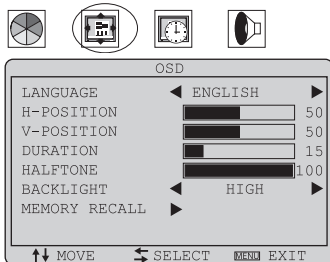 OSD
LANGUAGE ENGLISH
H-POSITION 50
V-POSITION 50
DURATION 15
HALFTONE 100
BACKLIGHT HIGH
MEMORY RECALL
MOVE SELECT MENU EXIT